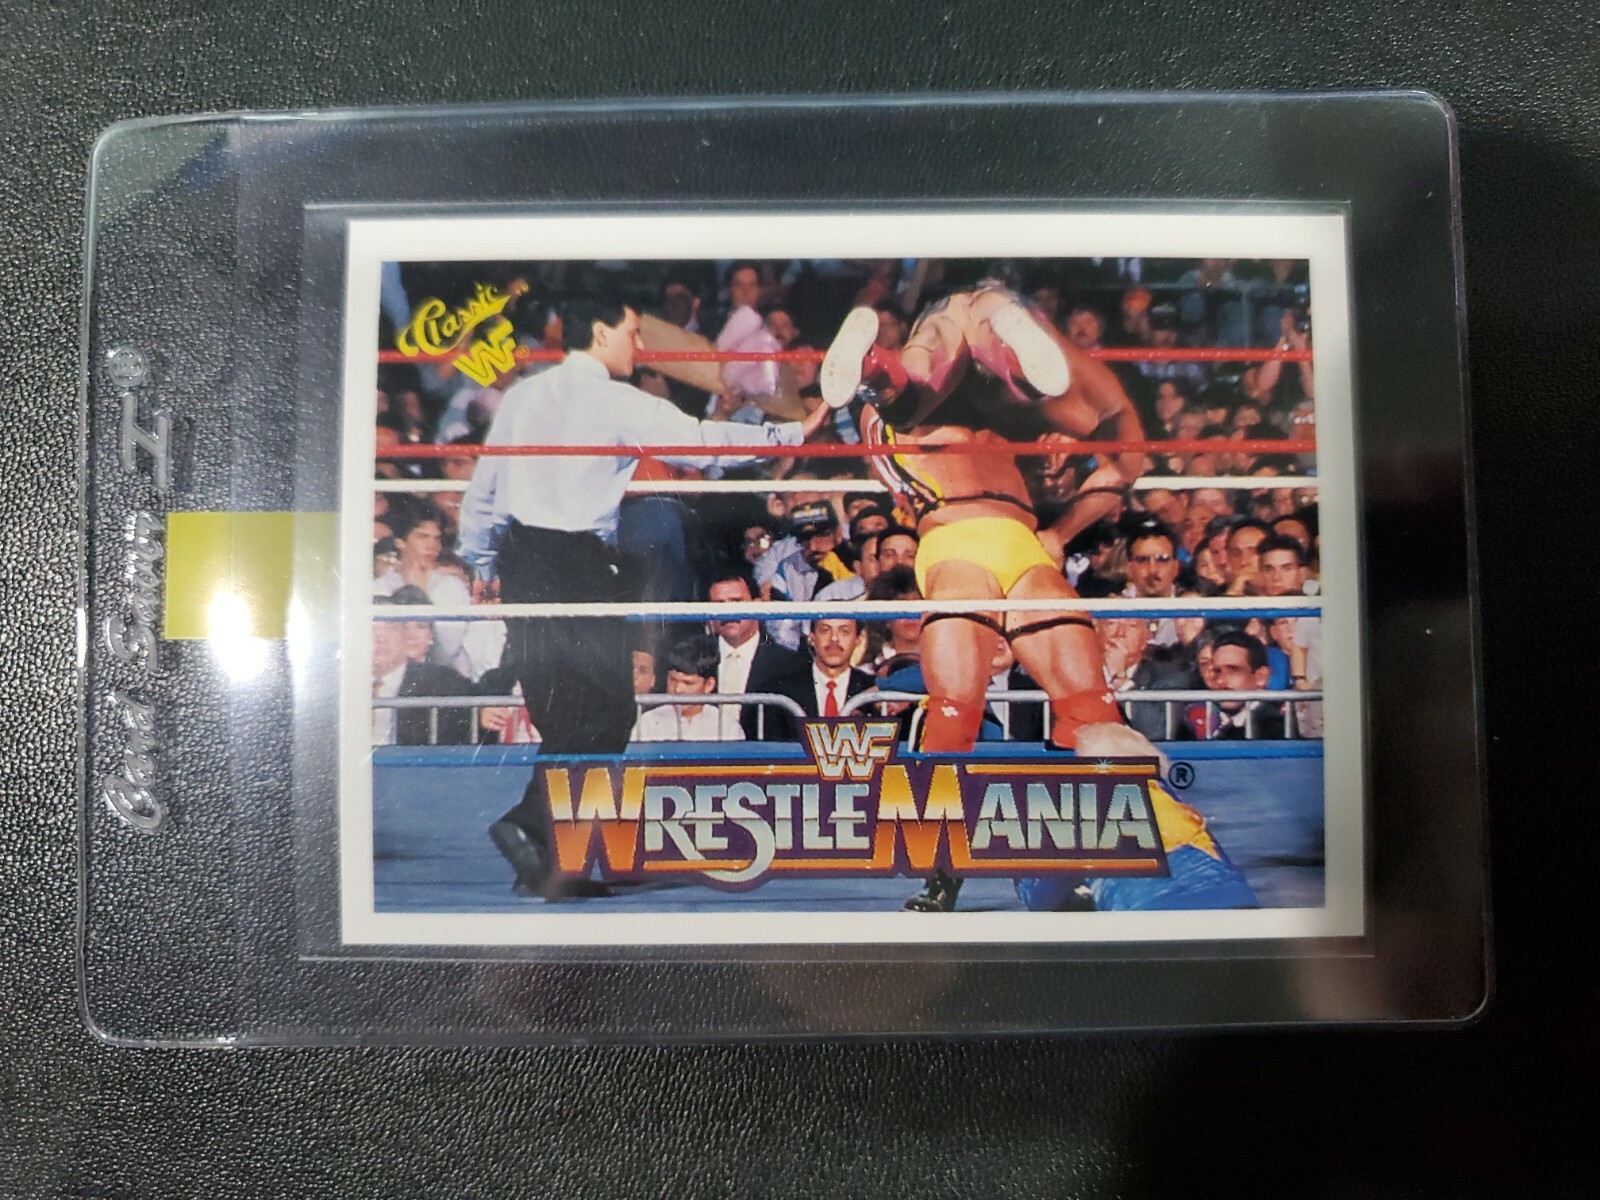 Classic
WF®
WF
WRESTLEMANIA®
Card Saver I®